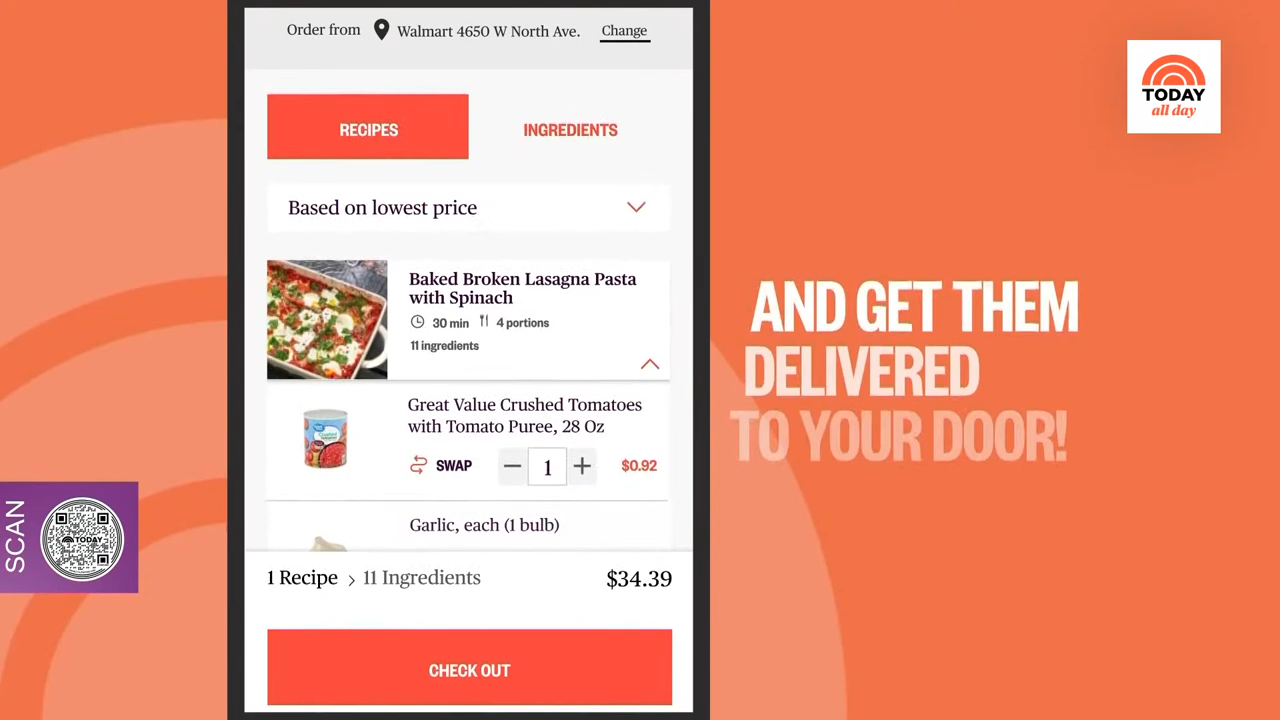 Order from Walmart 4650 W North Ave. Change
RECIPES
INGREDIENTS
Based on lowest price
Baked Broken Lasagna Pasta
with Spinach
30 min 4 portions
11 ingredients
Great Value Crushed Tomatoes
with Tomato Puree, 28 Oz
SWAP
1
$0.92
Garlic, each (1 bulb)
1 Recipe > 11 Ingredients
$34.39
CHECK OUT
AND GET THEM
DELIVERED
TO YOUR DOOR!
TODAY
all day
SCAN
TODAY